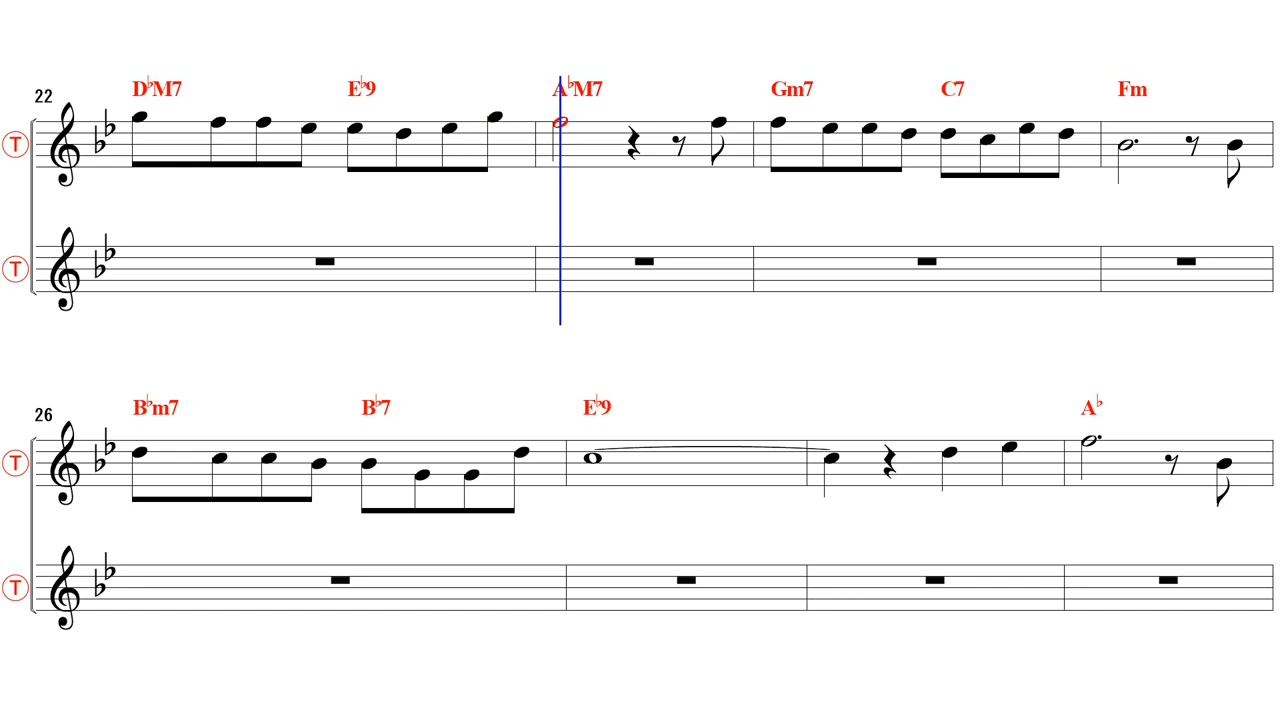 22
D♭M7 E♭9 A♭M7 Gm7 C7 Fm
T
T
26
B♭m7 B♭7 E♭9 A♭
T
T